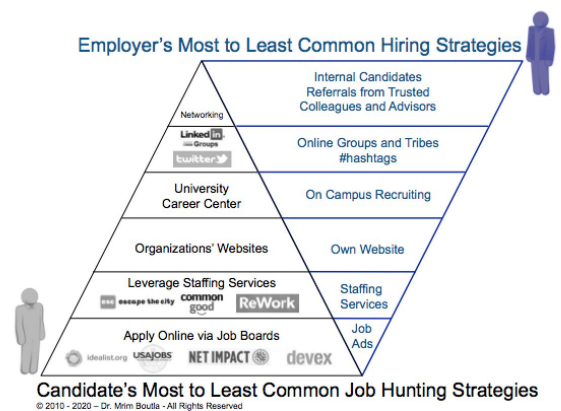 Employer's Most to Least Common Hiring Strategies
Internal Candidates
Referrals from Trusted
Colleagues and Advisors
Networking
Linked in
Groups
twitter
Online Groups and Tribes
#hashtags
University
Career Center
On Campus Recruiting
Organizations' Websites
Own Website
Leverage Staffing Services
escape the city
common
good
ReWork
Staffing
Services
Apply Online via Job Boards
idealist.org
USAJOBS
NET IMPACT
devex
Job
Ads
Candidate's Most to Least Common Job Hunting Strategies
© 2010 - 2020 – Dr. Mrim Boutla - All Rights Reserved